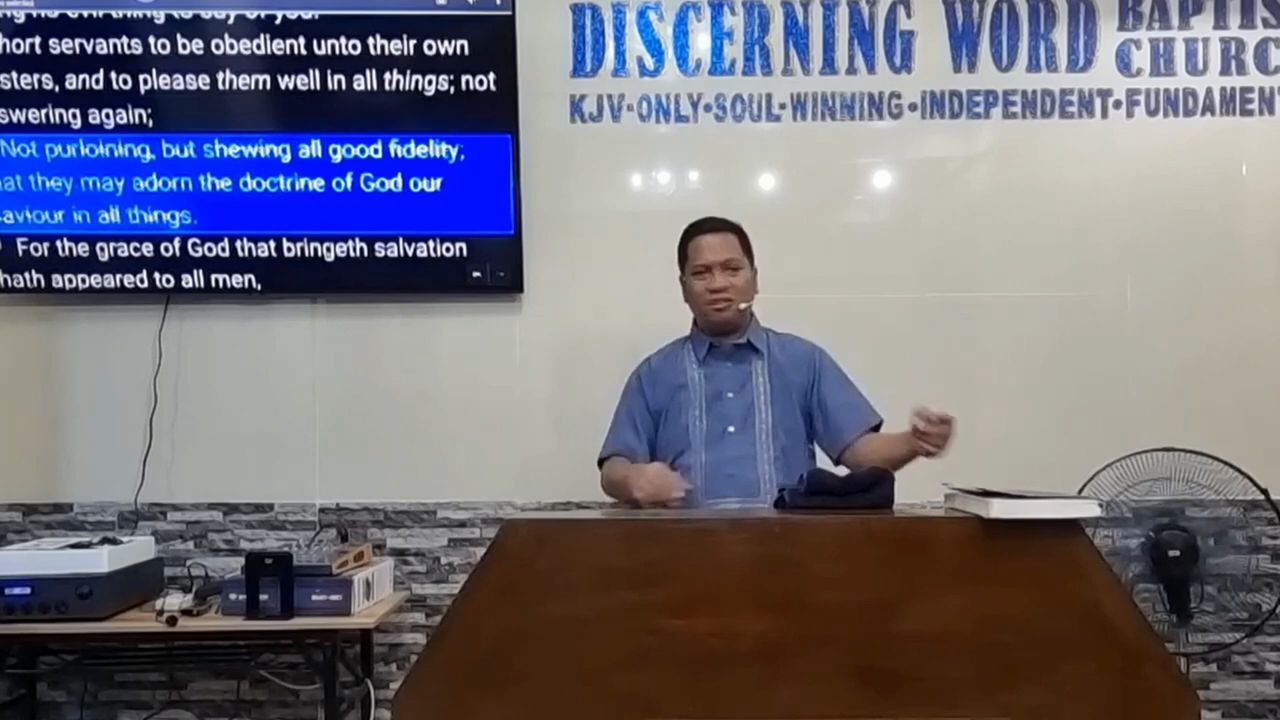 hort servants to be obedient unto their own
sters, and to please them well in all things; not
swering again;
Not purloining, but shewing all good fidelity;
at they may adorn the doctrine of God our
aviour in all things.
For the grace of God that bringeth salvation
hath appeared to all men,
DISCERNING WORD BAPTIS
CHURC
KJV-ONLY•SOUL-WINNING•INDEPENDENT•FUNDAMEN